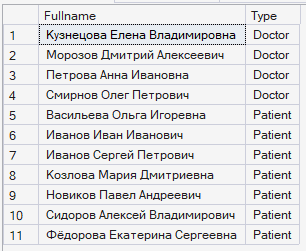 Fullname Type
1 Кузнецова Елена Владимировна Doctor
2 Морозов Дмитрий Алексеевич Doctor
3 Петрова Анна Ивановна Doctor
4 Смирнов Олег Петрович Doctor
5 Васильева Ольга Игоревна Patient
6 Иванов Иван Иванович Patient
7 Иванов Сергей Петрович Patient
8 Козлова Мария Дмитриевна Patient
9 Новиков Павел Андреевич Patient
10 Сидоров Алексей Владимирович Patient
11 Фёдорова Екатерина Сергеевна Patient